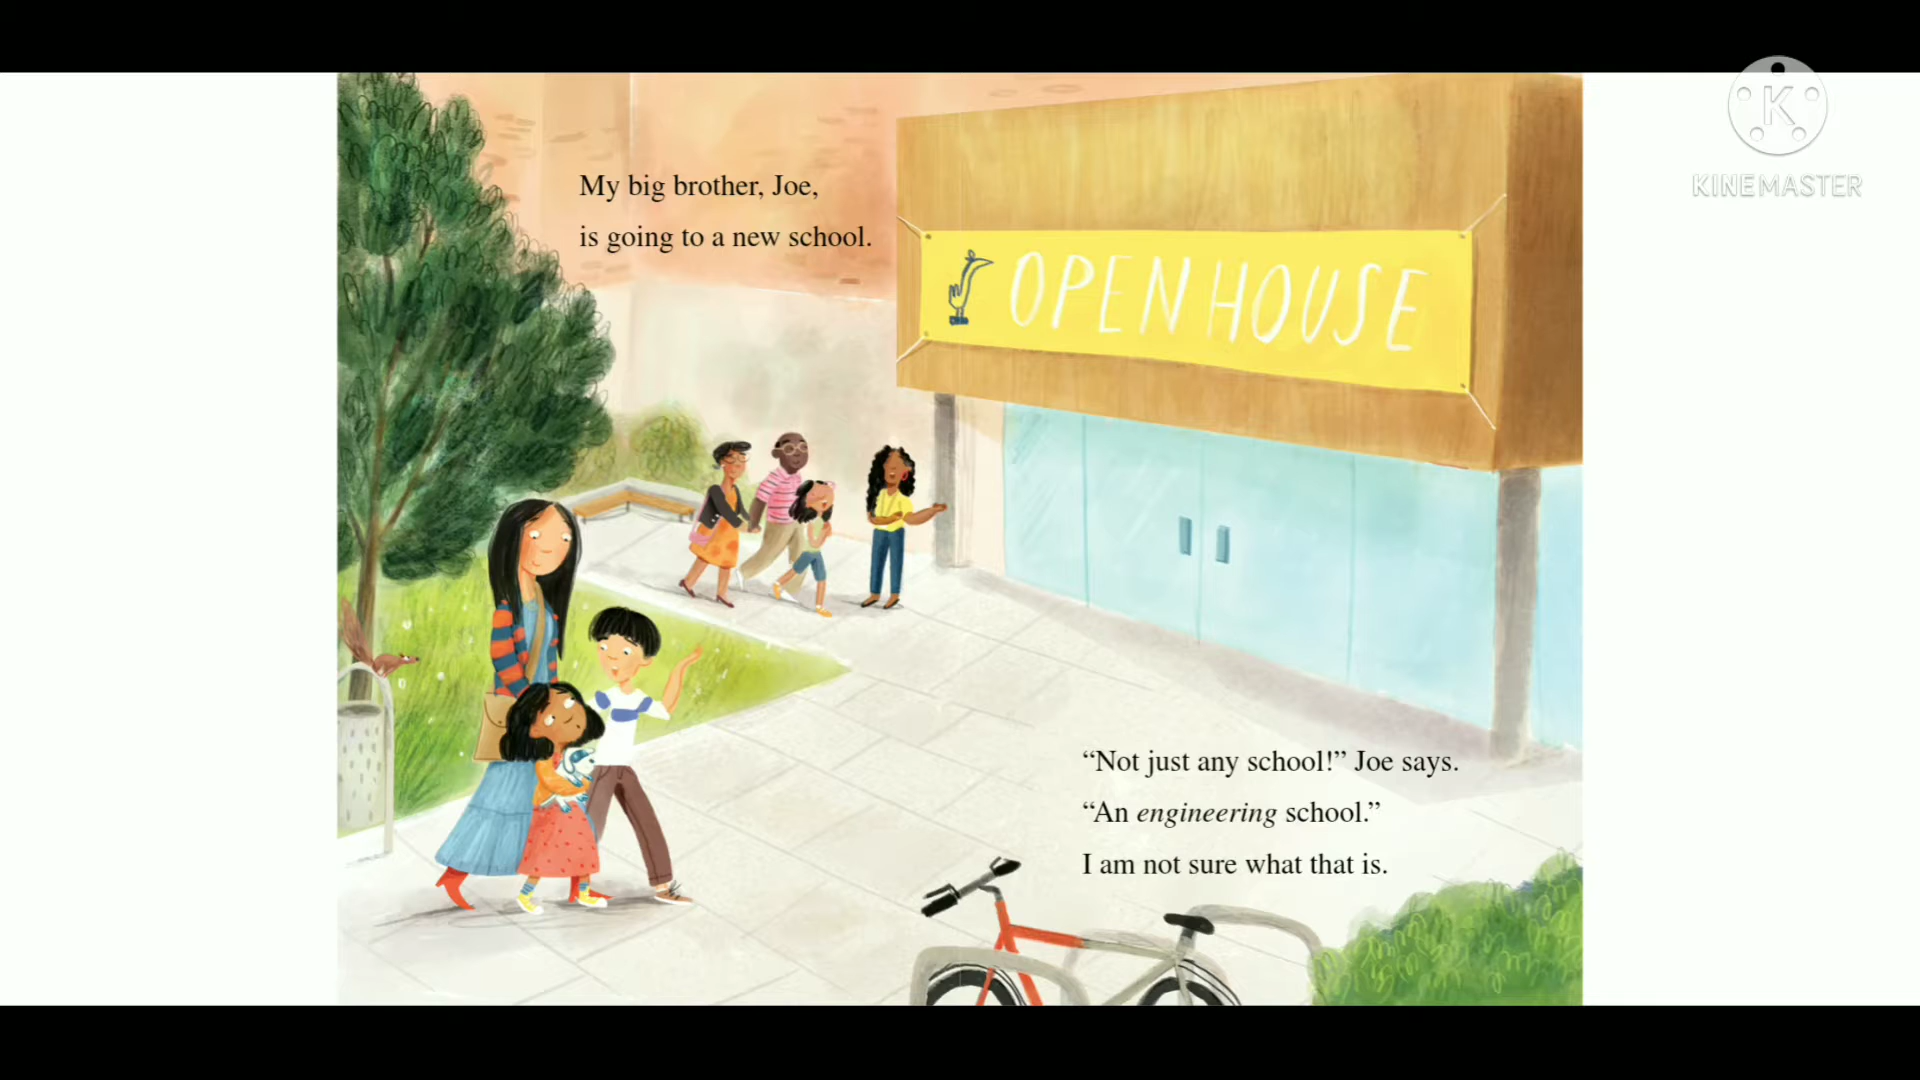 My big brother, Joe,
is going to a new school.
OPEN HOUSE
K
KINEMASTER
“Not just any school!” Joe says.
“An engineering school.”
I am not sure what that is.